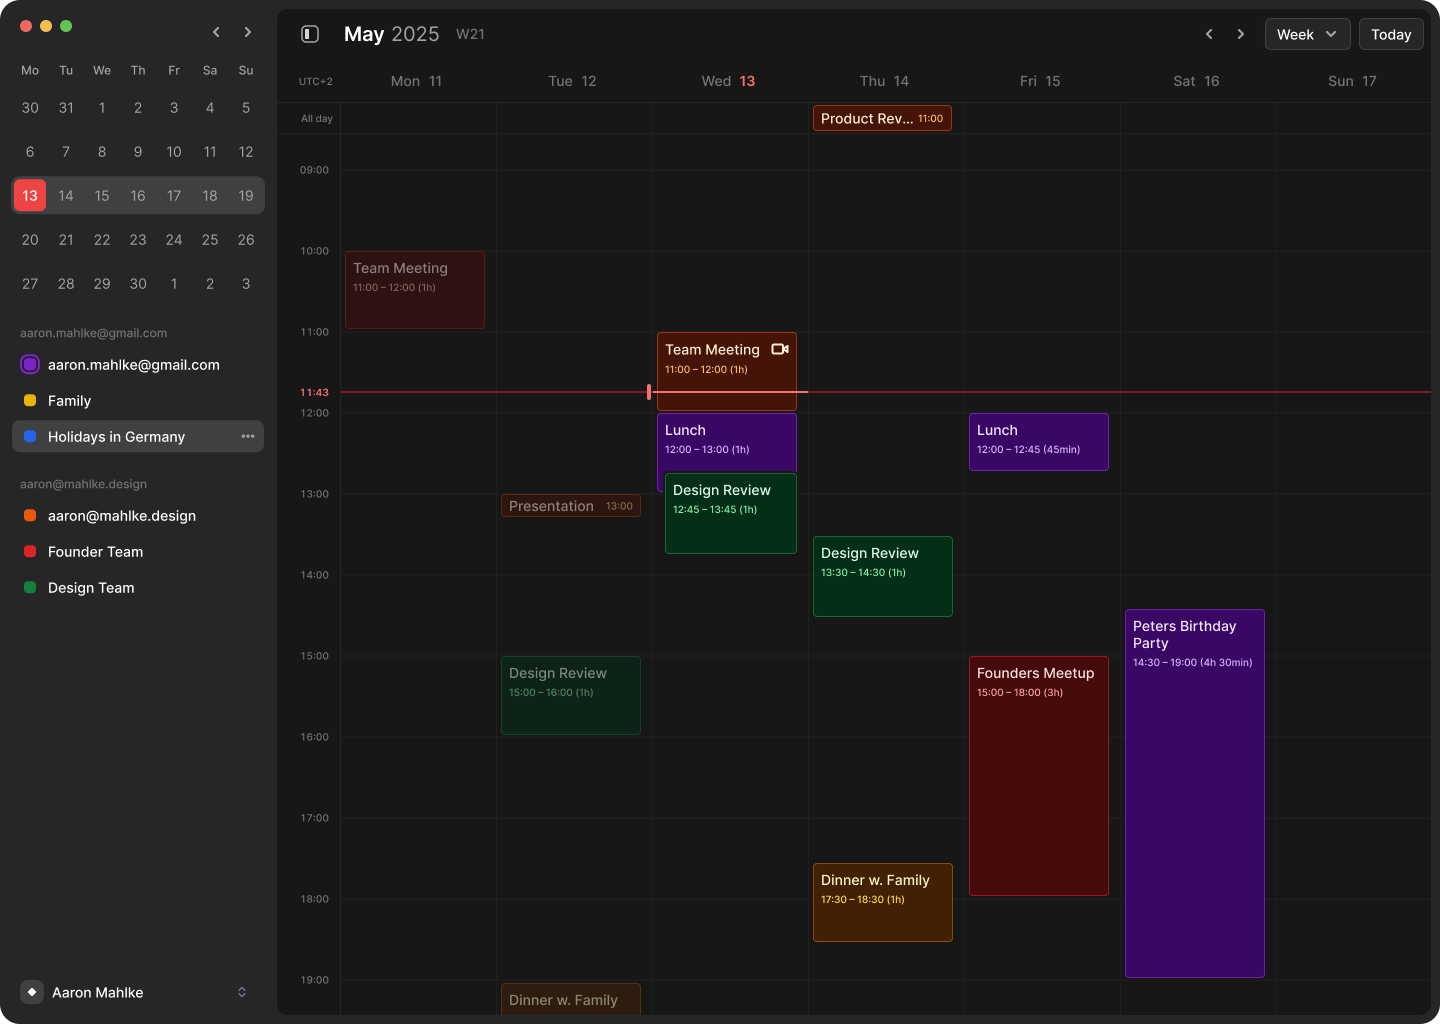 Mo Tu We Th Fr Sa Su
30 31 1 2 3 4 5
6 7 8 9 10 11 12
13 14 15 16 17 18 19
20 21 22 23 24 25 26
27 28 29 30 1 2 3
aaron.mahlke@gmail.com
aaron.mahlke@gmail.com
Family
Holidays in Germany
aaron@mahlke.design
aaron@mahlke.design
Founder Team
Design Team
Aaron Mahlke
May 2025 W21
Week
Today
UTC+2 Mon 11 Tue 12 Wed 13 Thu 14 Fri 15 Sat 16 Sun 17
All day
Product Rev... 11:00
09:00
10:00
11:00
11:43
12:00
13:00
14:00
15:00
16:00
17:00
18:00
19:00
Team Meeting
11:00 – 12:00 (1h)
Presentation 13:00
Design Review
15:00 – 16:00 (1h)
Dinner w. Family
Team Meeting
11:00 – 12:00 (1h)
Lunch
12:00 – 13:00 (1h)
Design Review
12:45 – 13:45 (1h)
Design Review
13:30 – 14:30 (1h)
Dinner w. Family
17:30 – 18:30 (1h)
Lunch
12:00 – 12:45 (45min)
Founders Meetup
15:00 – 18:00 (3h)
Peters Birthday
Party
14:30 – 19:00 (4h 30min)